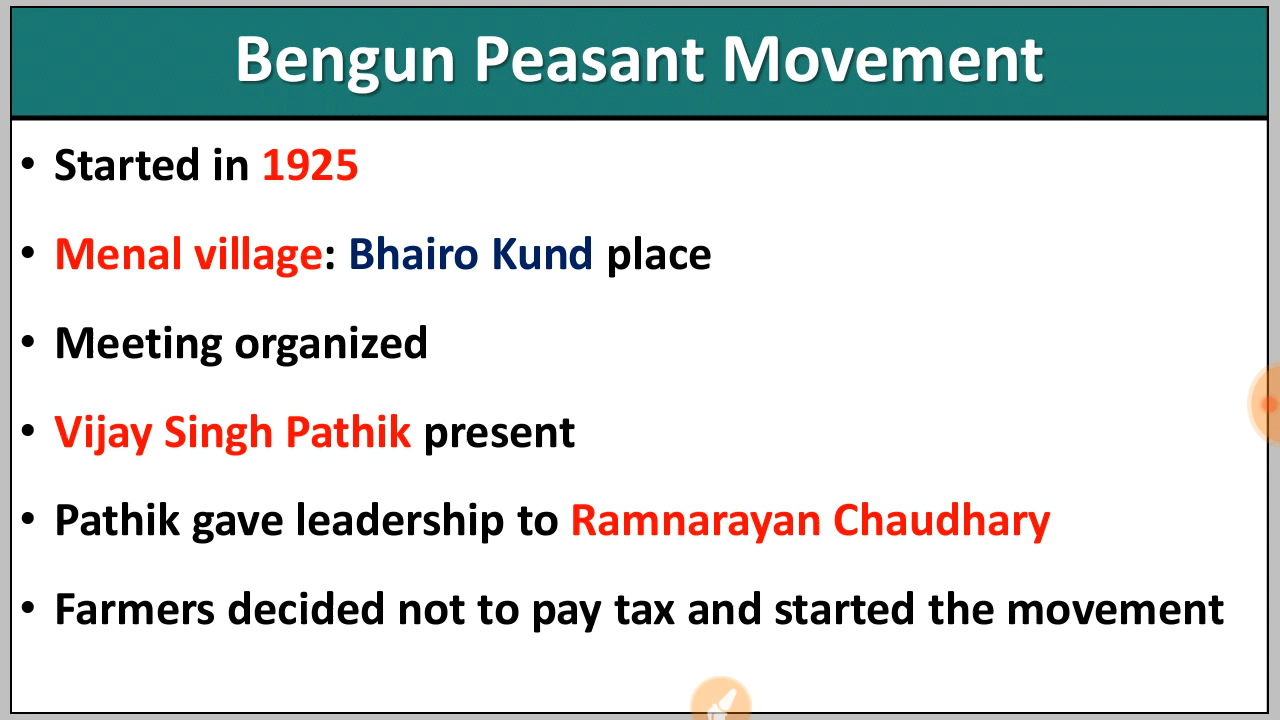 Bengun Peasant Movement
• Started in 1925
• Menal village: Bhairo Kund place
• Meeting organized
• Vijay Singh Pathik present
• Pathik gave leadership to Ramnarayan Chaudhary
• Farmers decided not to pay tax and started the movement